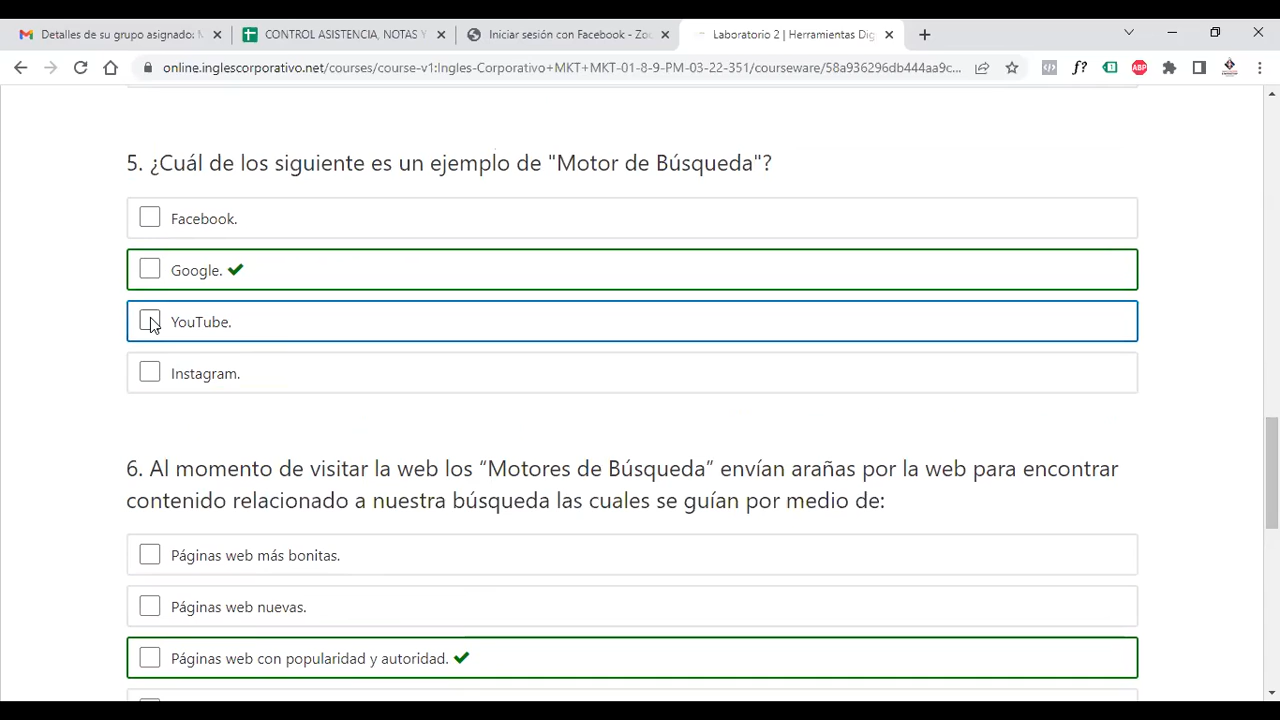 Detalles de su grupo asignado: M
CONTROL ASISTENCIA, NOTAS Y
Iniciar sesión con Facebook - Zo
Laboratorio 2 | Herramientas Dig
online.inglescorporativo.net/courses/course-v1:Ingles-Corporativo+MKT+MKT-01-8-9-PM-03-22-351/courseware/58a936296db444aa9c...
5. ¿Cuál de los siguiente es un ejemplo de "Motor de Búsqueda"?
Facebook.
Google.
YouTube.
Instagram.
6. Al momento de visitar la web los “Motores de Búsqueda” envían arañas por la web para encontrar
contenido relacionado a nuestra búsqueda las cuales se guían por medio de:
Páginas web más bonitas.
Páginas web nuevas.
Páginas web con popularidad y autoridad.